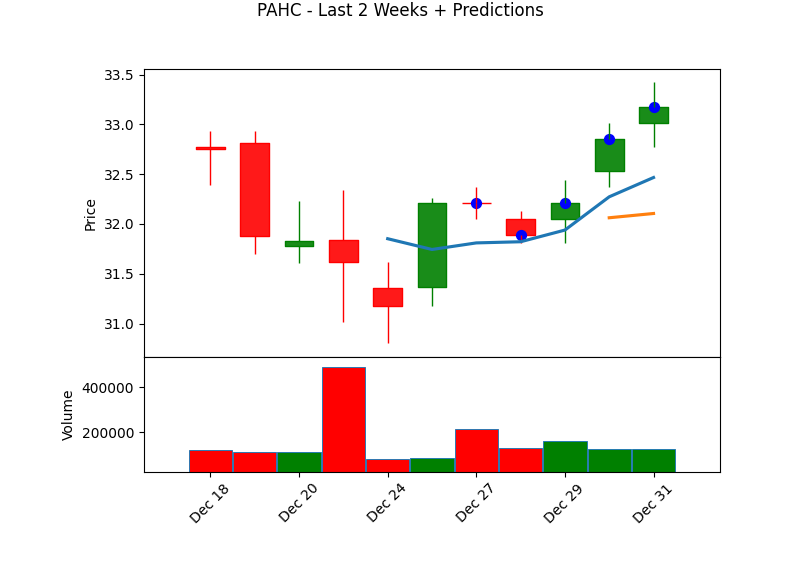 PAHC - Last 2 Weeks + Predictions
33.5
33.0
32.5
32.0
31.5
31.0
Price
400000
200000
Volume
Dec 18
Dec 20
Dec 24
Dec 27
Dec 29
Dec 31